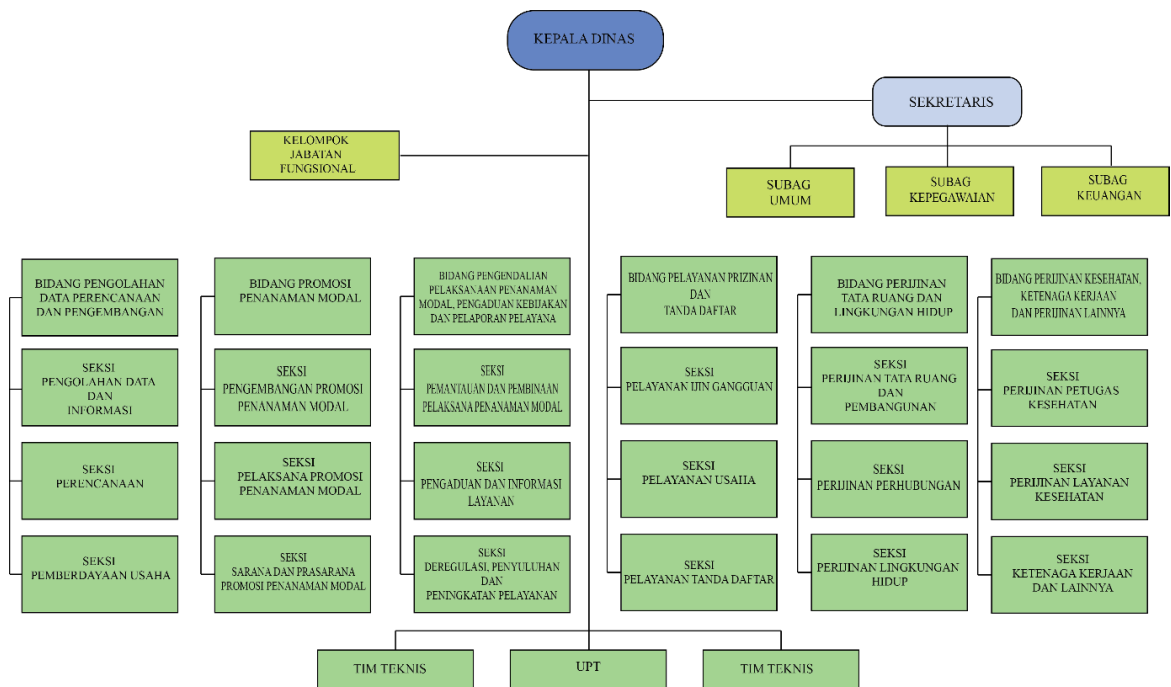 KEPALA DINAS
SEKRETARIS
KELOMPOK
JABATAN
FUNGSIONAL
SUBAG
UMUM
SUBAG
KEPEGAWAIAN
SUBAG
KEUANGAN
BIDANG PENGOLAHAN
DATA PERENCANAAN
DAN PENGEMBANGAN
SEKSI
PENGOLAHAN DATA
DAN
INFORMASI
SEKSI
PERENCANAAN
SEKSI
PEMBERDAYAAN USAHA
BIDANG PROMOSI
PENANAMAN MODAL
SEKSI
PENGEMBANGAN PROMOSI
PENANAMAN MODAL
SEKSI
PELAKSANA PROMOSI
PENANAMAN MODAL
SEKSI
SARANA DAN PRASARANA
PROMOSI PENANAMAN MODAL
BIDANG PENGENDALIAN
PELAKSANAAN PENANAMAN
MODAL, PENGADUAN KEBIJAKAN
DAN PELAPORAN PELAYANA
SEKSI
PEMANTAUAN DAN PEMBINAAN
PELAKSANA PENANAMAN MODAL
SEKSI
PENGADUAN DAN INFORMASI
LAYANAN
SEKSI
DEREGULASI, PENYULUHAN
DAN
PENINGKATAN PELAYANAN
BIDANG PELAYANAN PRIZINAN
DAN
TANDA DAFTAR
SEKSI
PELAYANAN IJIN GANGGUAN
SEKSI
PELAYANAN USAHA
SEKSI
PELAYANAN TANDA DAFTAR
BIDANG PERIJINAN
TATA RUANG DAN
LINGKUNGAN HIDUP
SEKSI
PERIJINAN TATA RUANG
DAN
PEMBANGUNAN
SEKSI
PERIJINAN PERHUBUNGAN
SEKSI
PERIJINAN LINGKUNGAN
HIDUP
BIDANG PERIJINAN KESEHATAN,
KETENAGA KERJAAN
DAN PERIJINAN LAINNYA
SEKSI
PERIJINAN PETUGAS
KESEHATAN
SEKSI
PERIJINAN LAYANAN
KESEHATAN
SEKSI
KETENAGA KERJAAN
DAN LAINNYA
TIM TEKNIS
UPT
TIM TEKNIS